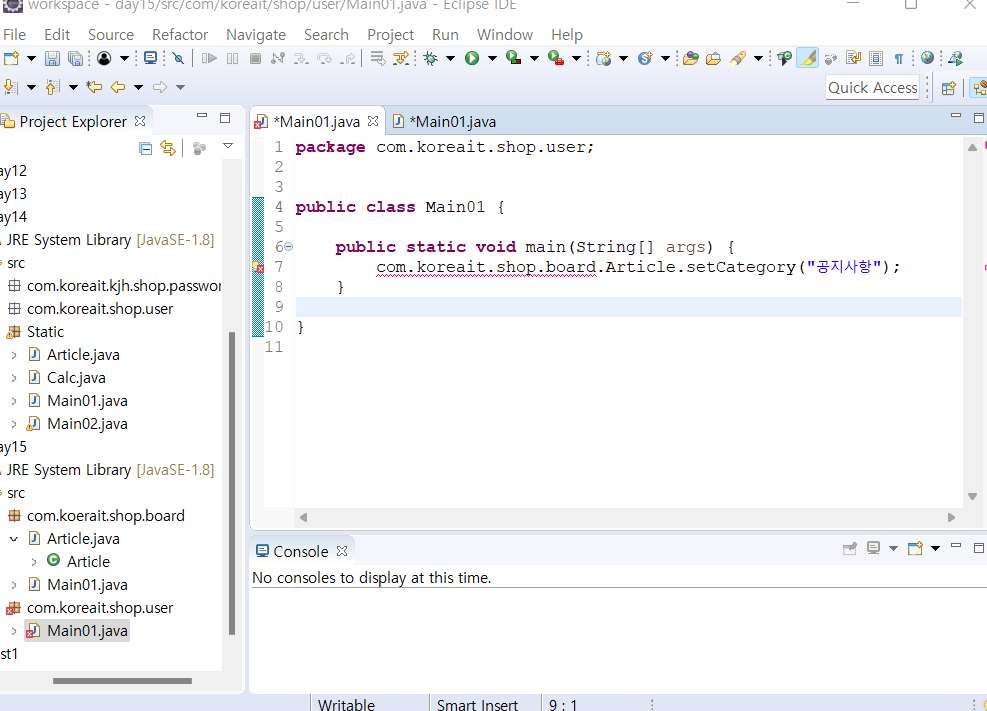 workspace - day15/src/com/koreait/shop/user/Main01.java - Eclipse IDE
File Edit Source Refactor Navigate Search Project Run Window Help
Quick Access
Project Explorer
*Main01.java
*Main01.java
ay12
ay13
ay14
JRE System Library [JavaSE-1.8]
src
com.koreait.kjh.shop.passwor
com.koreait.shop.user
Static
Article.java
Calc.java
Main01.java
Main02.java
ay15
JRE System Library [JavaSE-1.8]
src
com.koerait.shop.board
Article.java
Article
Main01.java
com.koreait.shop.user
Main01.java
st1
1 package com.koreait.shop.user;
2
3
4 public class Main01 {
5
6 public static void main(String[] args) {
7 com.koreait.shop.board.Article.setCategory("공지사항");
8 }
9
10 }
11
Console
No consoles to display at this time.
Writable Smart Insert 9 : 1